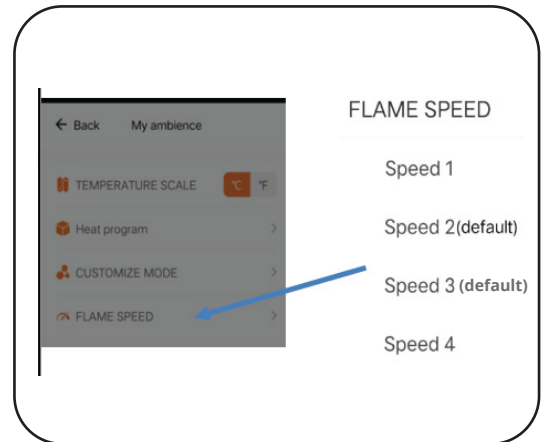 ← Back My ambience
TEMPERATURE SCALE °C °F
Heat program >
CUSTOMIZE MODE >
FLAME SPEED >
FLAME SPEED
Speed 1
Speed 2(default)
Speed 3 (default)
Speed 4